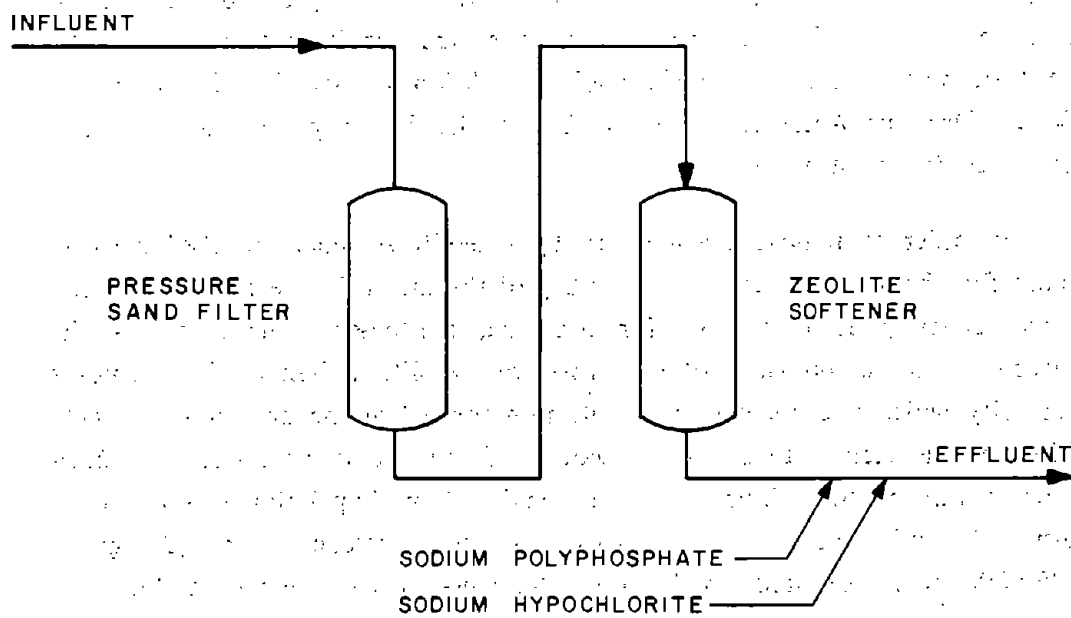 INFLUENT
PRESSURE
SAND FILTER
ZEOLITE
SOFTENER
EFFLUENT
SODIUM POLYPHOSPHATE
SODIUM HYPOCHLORITE